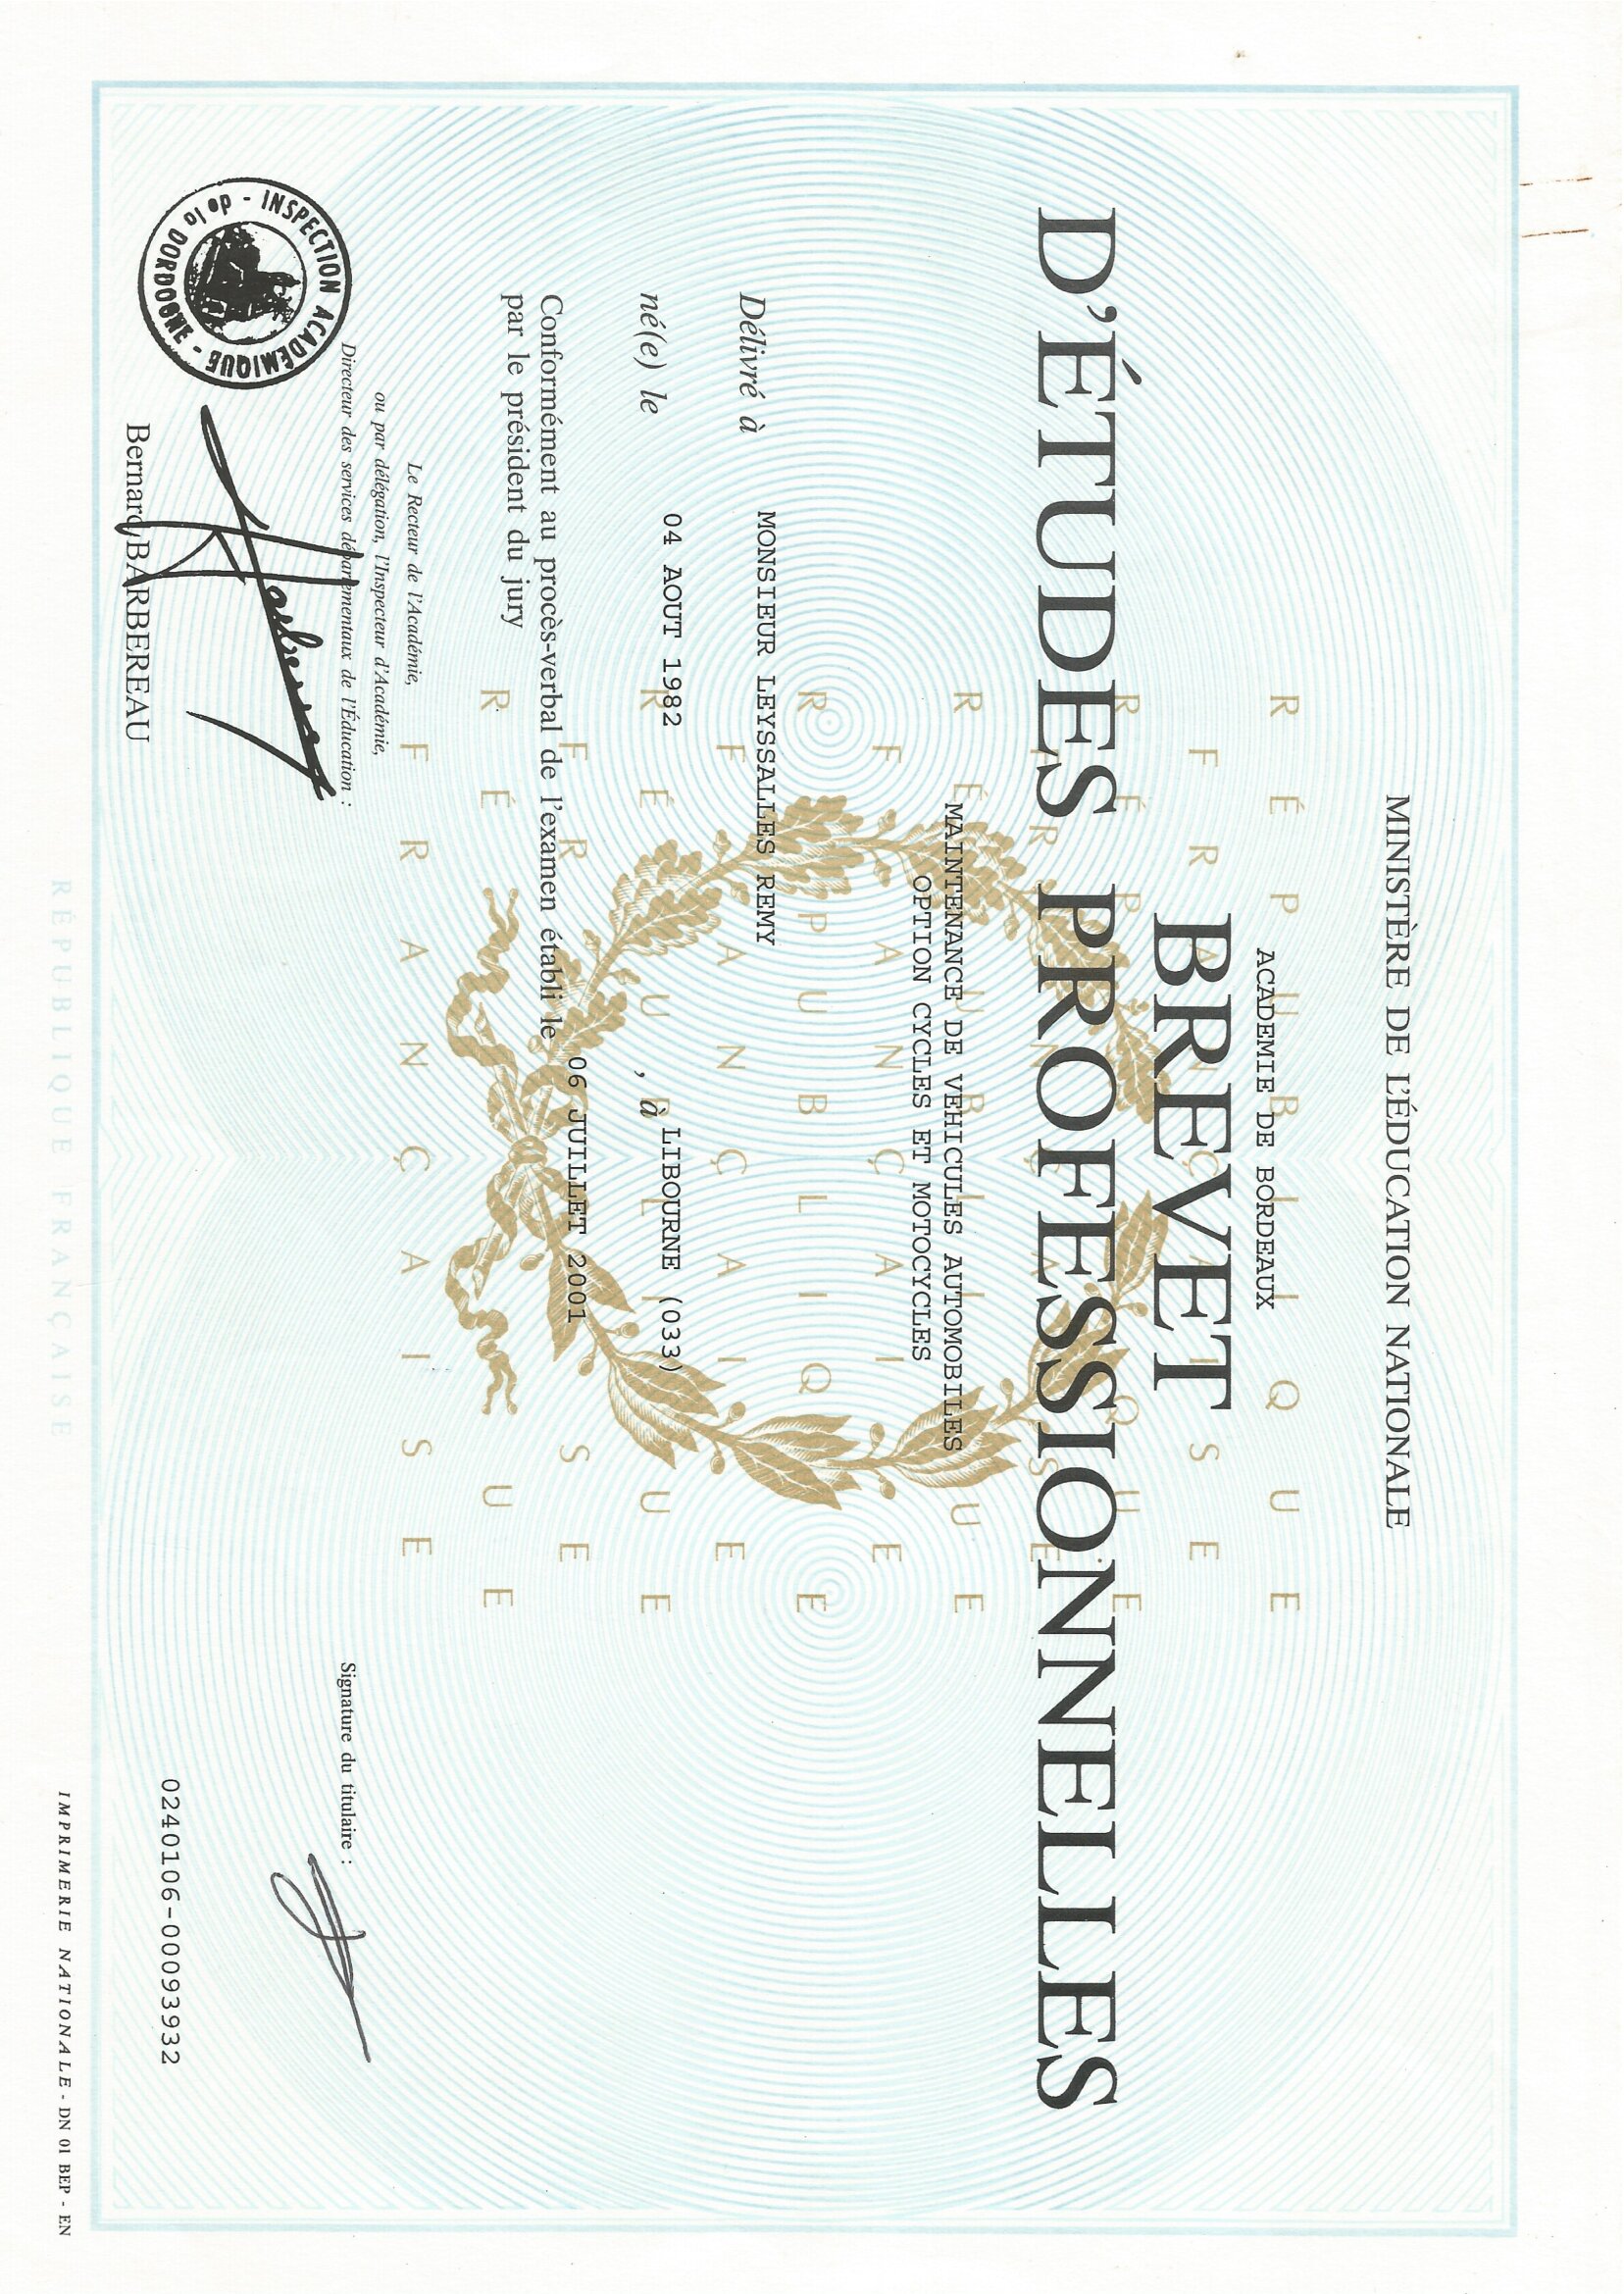 MINISTÈRE DE L'ÉDUCATION NATIONALE
RÉPUBLIQUE
ACADEMIE DE BORDEAUX
FRANÇAISE
BREVET
D'ÉTUDES PROFESSIONNELLES
MAINTENANCE DE VEHICULES AUTOMOBILES
OPTION CYCLES ET MOTOCYCLES
Délivré à MONSIEUR LEYSSALLES REMY
né(e) le 04 AOUT 1982 , à LIBOURNE (033)
Conformément au procès-verbal de l'examen établi le 06 JUILLET 2001
par le président du jury
FRANÇAISE
Le Recteur de l'Académie,
ou par délégation, l'Inspecteur d'Académie,
Directeur des services départementaux de l'Éducation :
Signature du titulaire :
- INSPECTION ACADÉMIQUE -
de la DORDOGNE
Barbereau
Bernard BARBEREAU
0240106-00093932
RÉPUBLIQUE FRANÇAISE
IMPRIMERIE NATIONALE - DN 01 BEP - EN